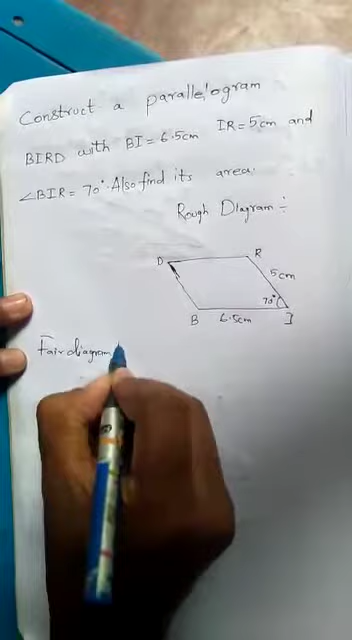 Construct a parallelogram
BIRD with BI = 6.5cm IR = 5cm and
∠BIR = 70°. Also find its area.
Rough Diagram :-
D R
5cm
70°
B 6.5cm I
Fair diagram